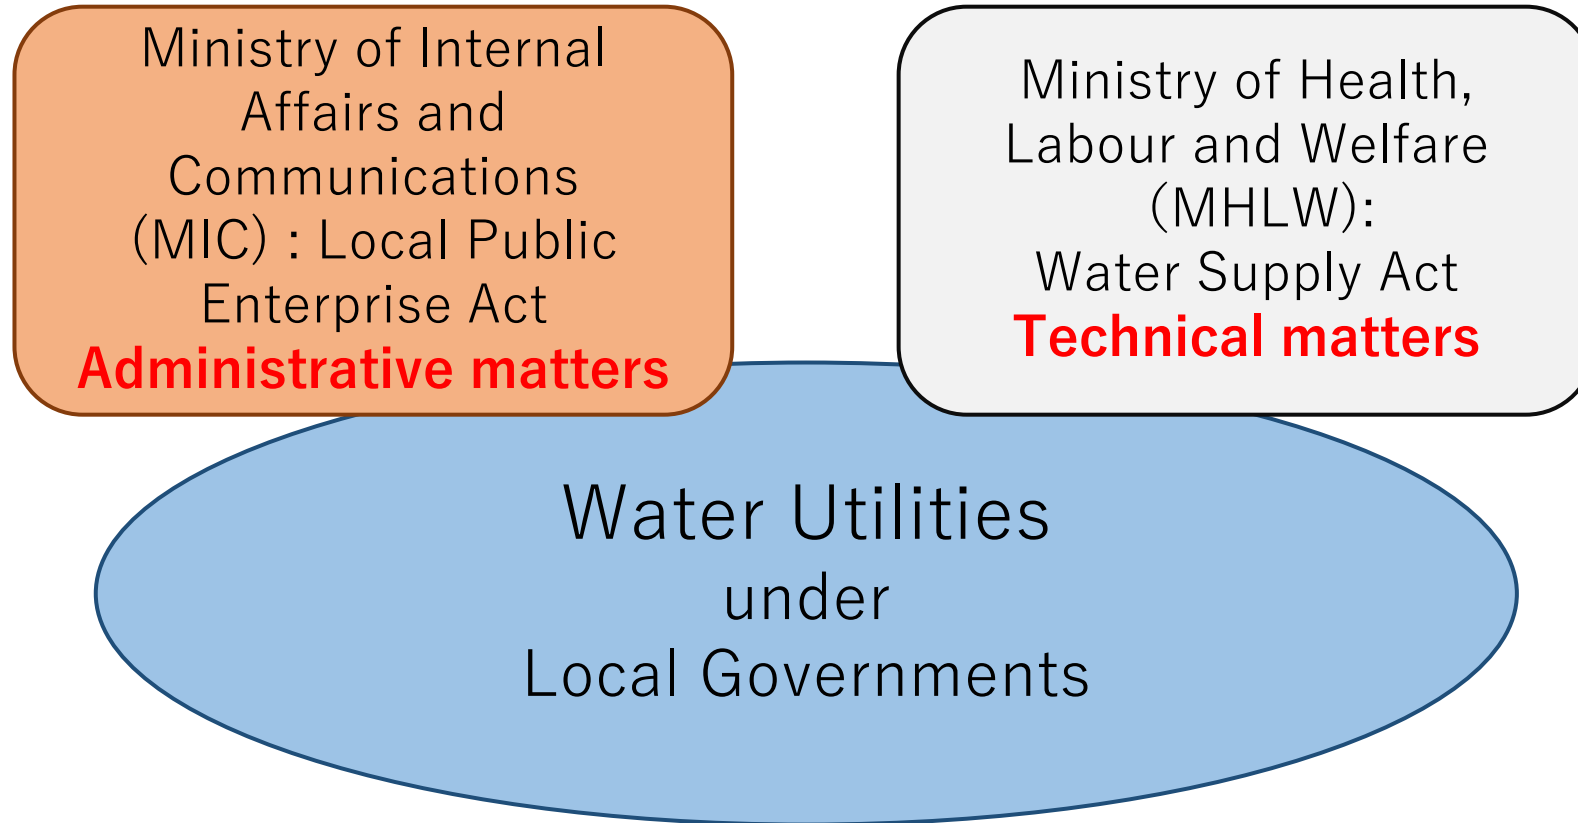 Ministry of Internal
Affairs and
Communications
(MIC) : Local Public
Enterprise Act
Administrative matters
Ministry of Health,
Labour and Welfare
(MHLW):
Water Supply Act
Technical matters
Water Utilities
under
Local Governments